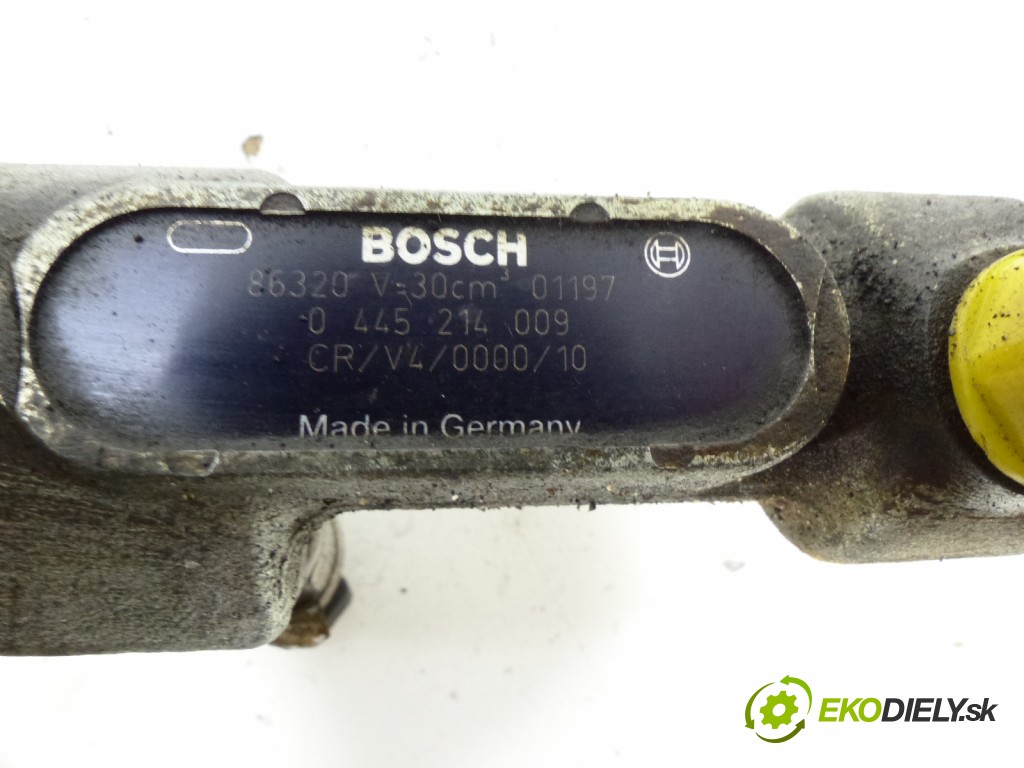 BOSCH
86320 V=30cm³ 01197
0 445 214 009
CR/V4/0000/10
Made in Germany
EKODIELY.sk